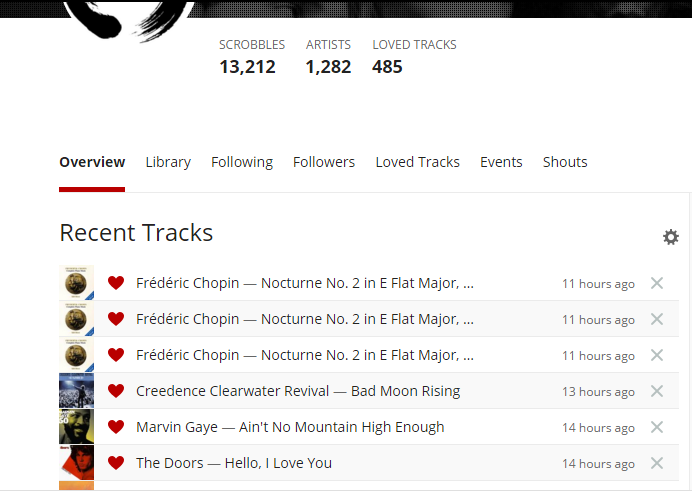 SCROBBLES ARTISTS LOVED TRACKS
13,212 1,282 485
Overview Library Following Followers Loved Tracks Events Shouts
Recent Tracks
Frédéric Chopin — Nocturne No. 2 in E Flat Major, ... 11 hours ago
Frédéric Chopin — Nocturne No. 2 in E Flat Major, ... 11 hours ago
Frédéric Chopin — Nocturne No. 2 in E Flat Major, ... 11 hours ago
Creedence Clearwater Revival — Bad Moon Rising 13 hours ago
Marvin Gaye — Ain't No Mountain High Enough 14 hours ago
The Doors — Hello, I Love You 14 hours ago